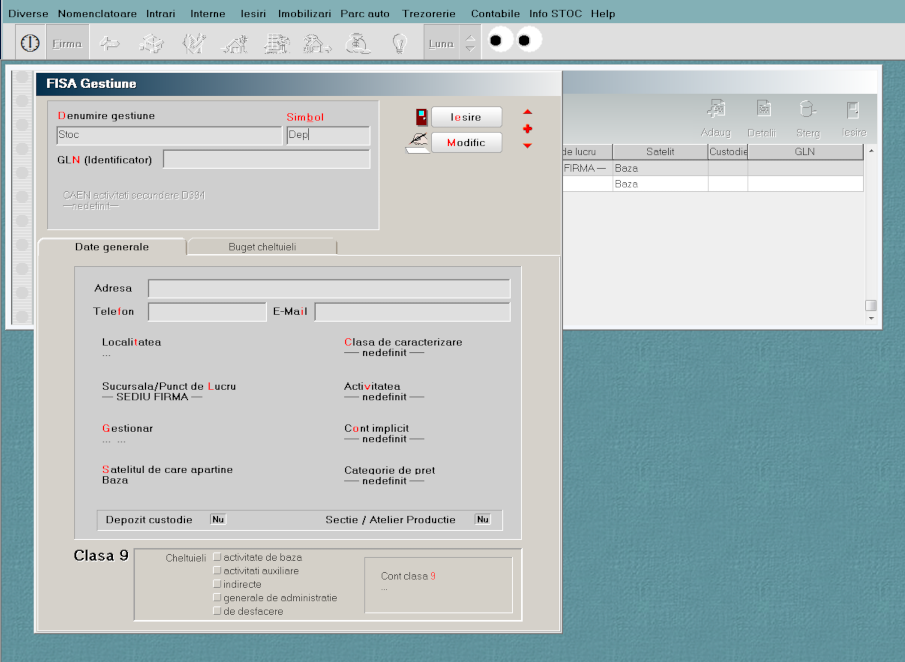 Diverse Nomenclatoare Intrari Interne Iesiri Imobilizari Parc auto Trezorerie Contabile Info STOC Help
Firma Luna
FISA Gestiune
Denumire gestiune Simbol
Stoc Dep
GLN (Identificator)
CAEN activitati secundare D394
—nedefinit—
Iesire
Modific
Adaug Detalii Sterg Iesire
de lucru Satelit Custodie GLN
FIRMA — Baza
Baza
Date generale Buget cheltuieli
Adresa
Telefon E-Mail
Localitatea
...
Clasa de caracterizare
— nedefinit —
Sucursala/Punct de Lucru
— SEDIU FIRMA —
Activitatea
— nedefinit —
Gestionar
... ...
Cont implicit
— nedefinit —
Satelitul de care apartine
Baza
Categorie de pret
— nedefinit —
Depozit custodie Nu Sectie / Atelier Productie Nu
Clasa 9
Cheltuieli activitate de baza
activitati auxiliare
indirecte
generale de administratie
de desfacere
Cont clasa 9
...